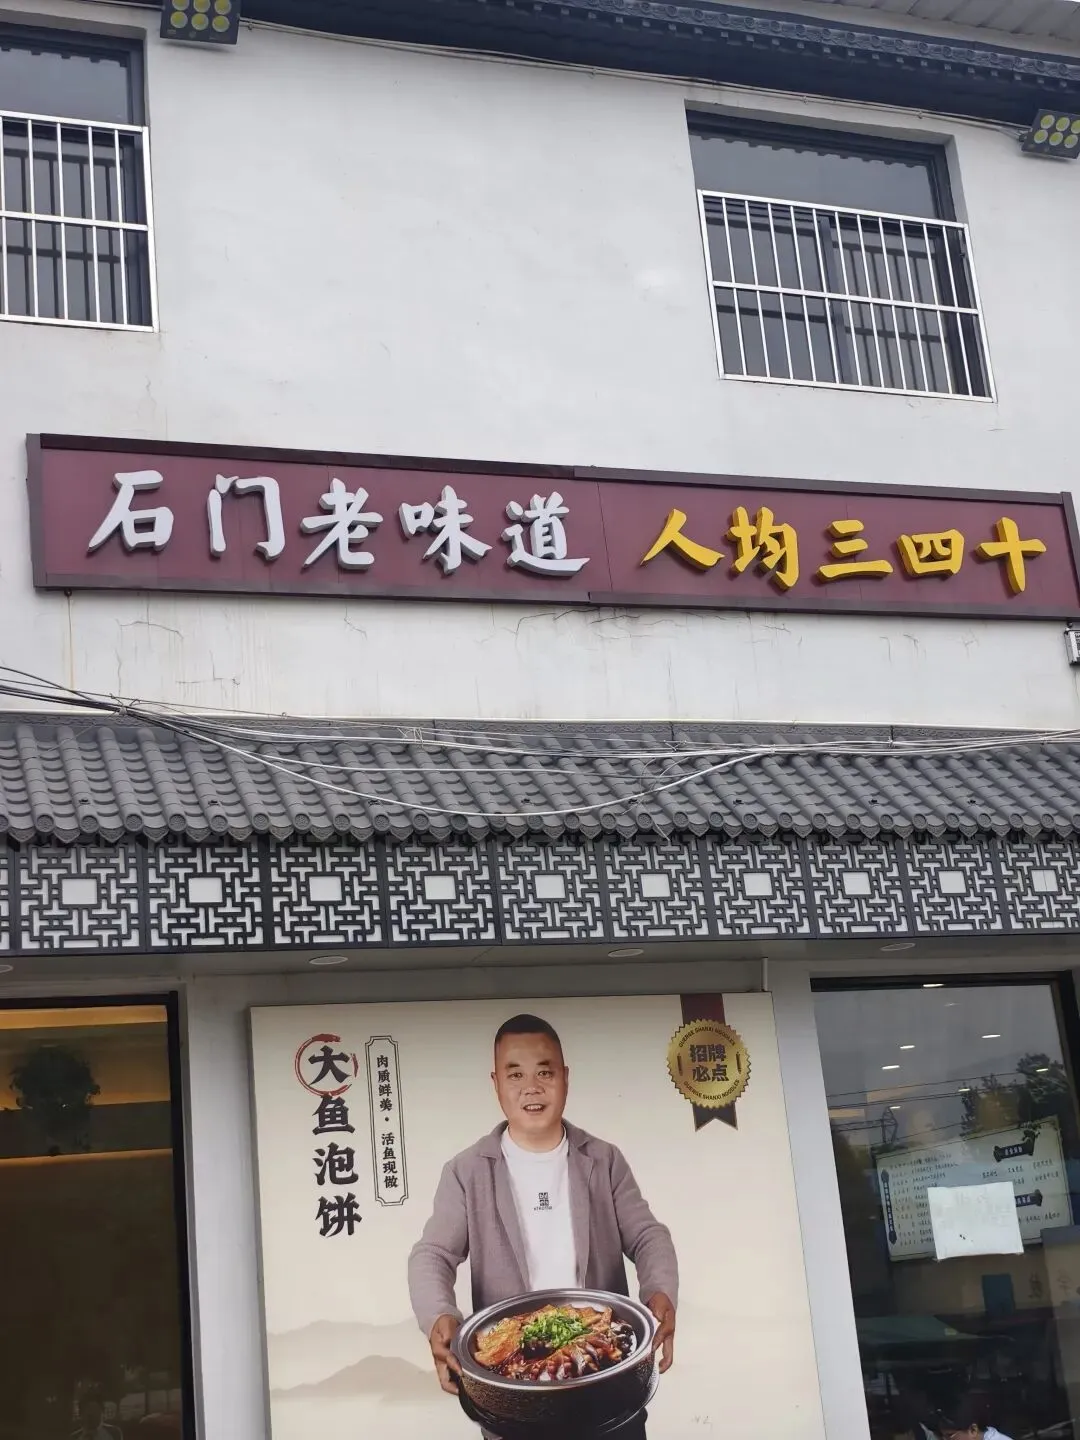 石门老味道 人均三四十
大鱼泡饼
肉质鲜美·活鱼现做
招牌
必点